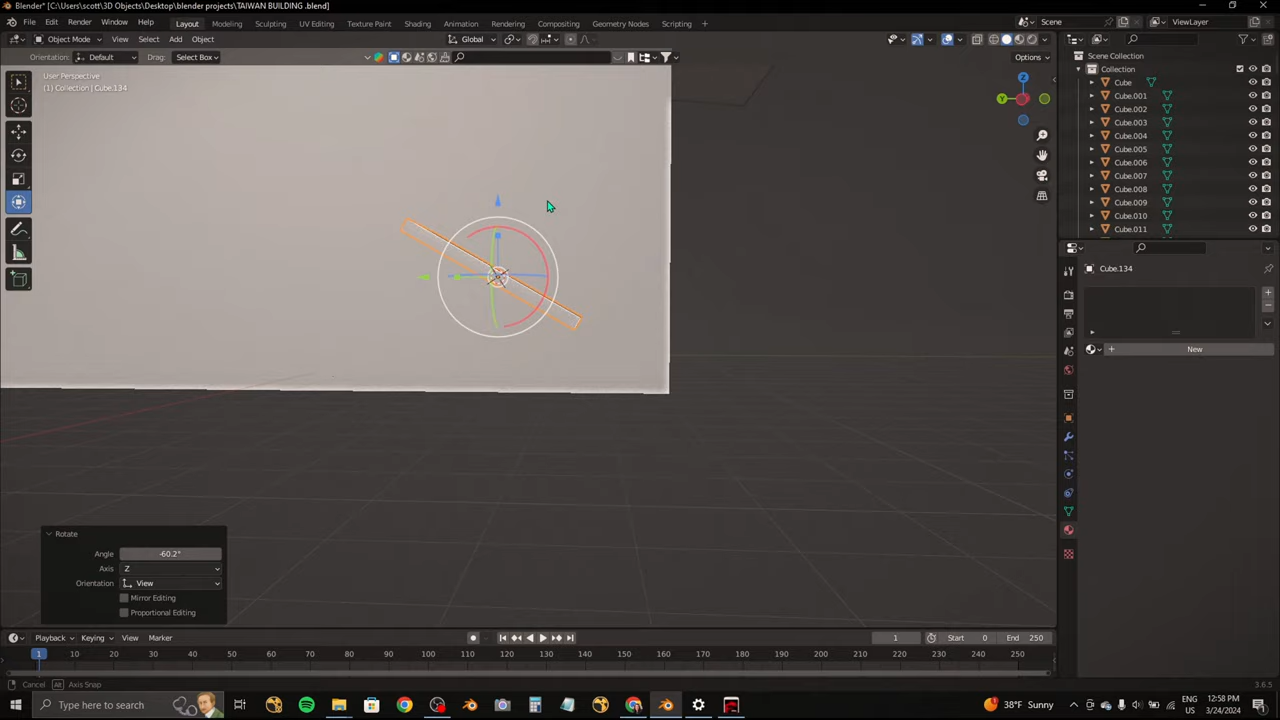 Blender* [C:\Users\scott\3D Objects\Desktop\blender projects\TAIWAN BUILDING .blend]
File Edit Render Window Help Layout Modeling Sculpting UV Editing Texture Paint Shading Animation Rendering Compositing Geometry Nodes Scripting Scene ViewLayer
Object Mode View Select Add Object Global
Orientation: Default Drag: Select Box Options
User Perspective
(1) Collection | Cube.134
Scene Collection
Collection
Cube
Cube.001
Cube.002
Cube.003
Cube.004
Cube.005
Cube.006
Cube.007
Cube.008
Cube.009
Cube.010
Cube.011
Cube.134
New
Rotate
Angle -60.2°
Axis Z
Orientation View
Mirror Editing
Proportional Editing
Playback Keying View Marker 1 Start 0 End 250
1 10 20 30 40 50 60 70 80 90 100 110 120 130 140 150 160 170 180 190 200 210 220 230 240 250
Cancel Alt Axis Snap 3.6.5
Type here to search 38°F Sunny ENG US 12:58 PM 3/24/2024